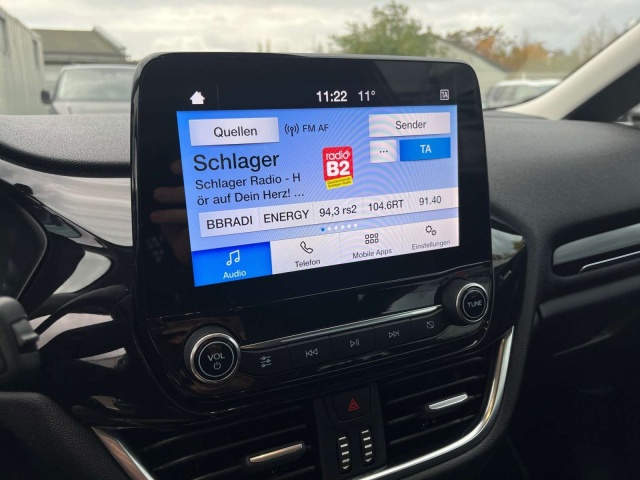 11:22 11° TA
Quellen FM AF Sender
Schlager
radio
B2
... TA
Schlager Radio - H
ör auf Dein Herz! ...
BBRADI ENERGY 94,3 rs2 104.6RT 91.40
Audio Telefon Mobile Apps Einstellungen
VOL TUNE